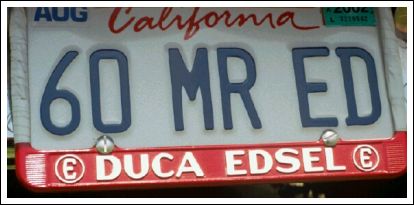 AUG California 2002
60 MR ED
E DUCA EDSEL E